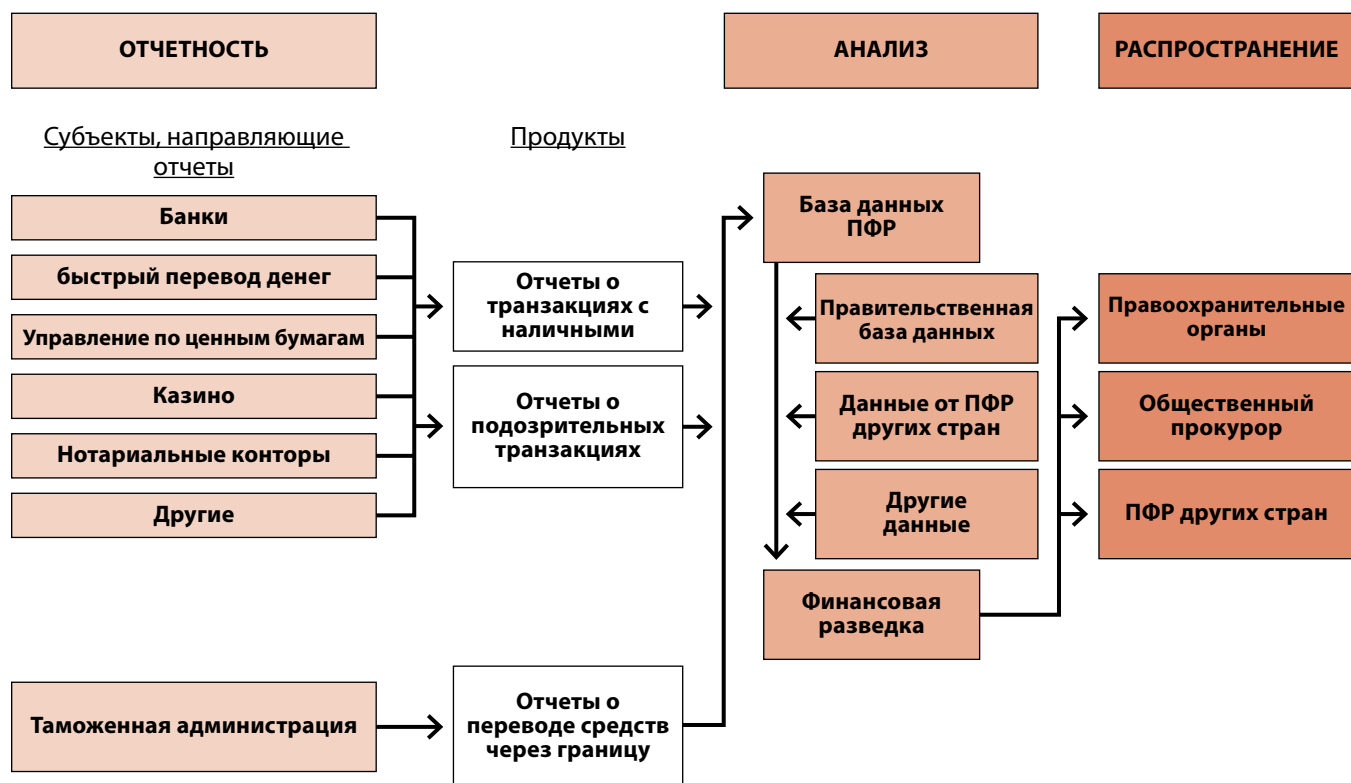 ОТЧЕТНОСТЬ
АНАЛИЗ
РАСПРОСТРАНЕНИЕ
Субъекты, направляющие
отчеты
Продукты
Банки
быстрый перевод денег
Управление по ценным бумагам
Казино
Нотариальные конторы
Другие
Таможенная администрация
Отчеты о
транзакциях с
наличными
Отчеты о
подозрительных
транзакциях
Отчеты о
переводе средств
через границу
База данных
ПФР
Правительственная
база данных
Данные от ПФР
других стран
Другие
данные
Финансовая
разведка
Правоохранительные
органы
Общественный
прокурор
ПФР других стран